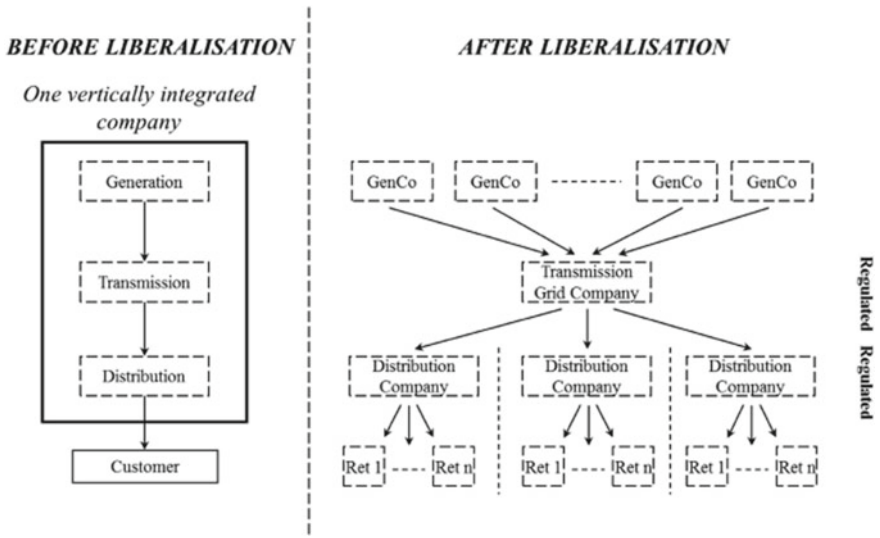 BEFORE LIBERALISATION
One vertically integrated
company
Generation
Transmission
Distribution
Customer
AFTER LIBERALISATION
GenCo GenCo GenCo GenCo
Transmission
Grid Company
Regulated
Distribution
Company
Distribution
Company
Distribution
Company
Regulated
Ret 1 Ret n Ret 1 Ret n Ret 1 Ret n